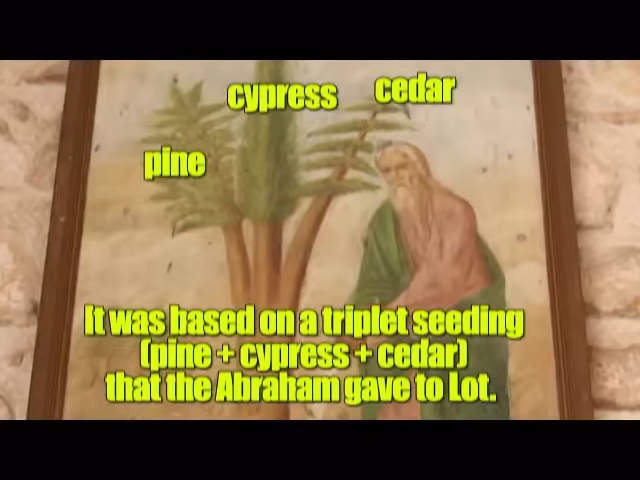 cypress cedar
pine
It was based on a triplet seeding
(pine + cypress + cedar)
that the Abraham gave to Lot.